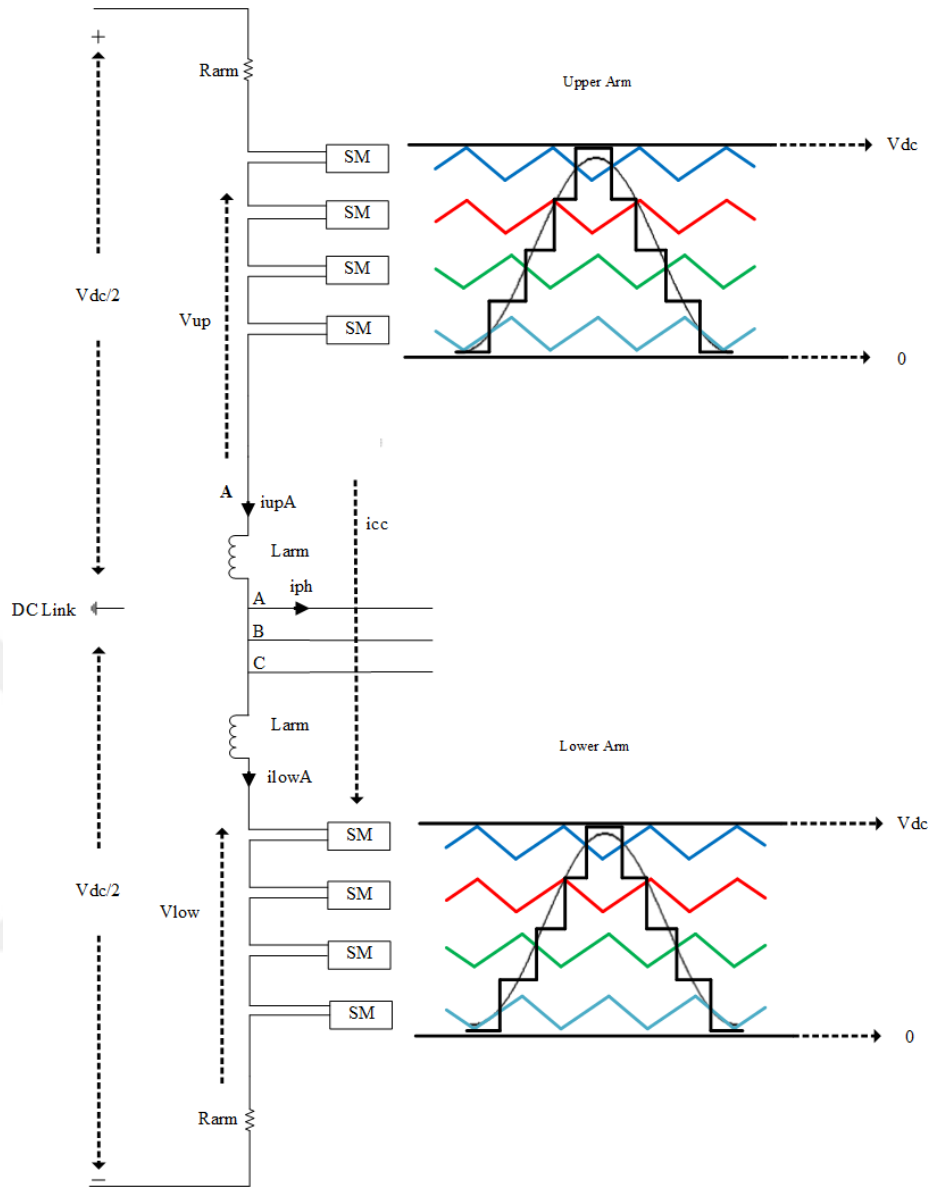 +
Rarm
Upper Arm
SM
Vdc
SM
SM
Vdc/2
Vup
SM
0
A
iupA
icc
Larm
iph
A
DC Link
B
C
Larm
Lower Arm
ilowA
SM
Vdc
Vdc/2
SM
Vlow
SM
SM
0
Rarm
−